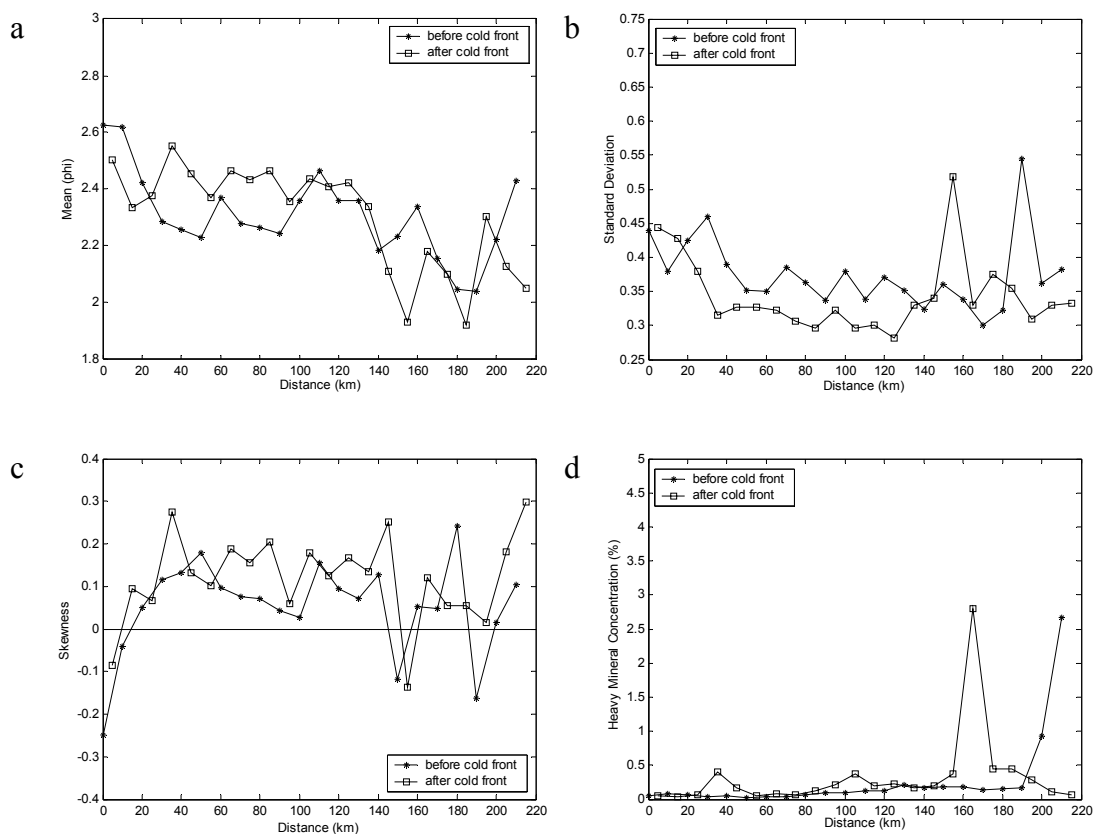 a
3
2.8
2.6
2.4
2.2
2
1.8
Mean (phi)
before cold front
after cold front
0 20 40 60 80 100 120 140 160 180 200 220
Distance (km)
b
0.75
0.7
0.65
0.6
0.55
0.5
0.45
0.4
0.35
0.3
0.25
Standard Deviation
before cold front
after cold front
0 20 40 60 80 100 120 140 160 180 200 220
Distance (km)
c
0.4
0.3
0.2
0.1
0
-0.1
-0.2
-0.3
-0.4
Skewness
before cold front
after cold front
0 20 40 60 80 100 120 140 160 180 200 220
Distance (km)
d
5
4.5
4
3.5
3
2.5
2
1.5
1
0.5
0
Heavy Mineral Concentration (%)
before cold front
after cold front
0 20 40 60 80 100 120 140 160 180 200 220
Distance (km)